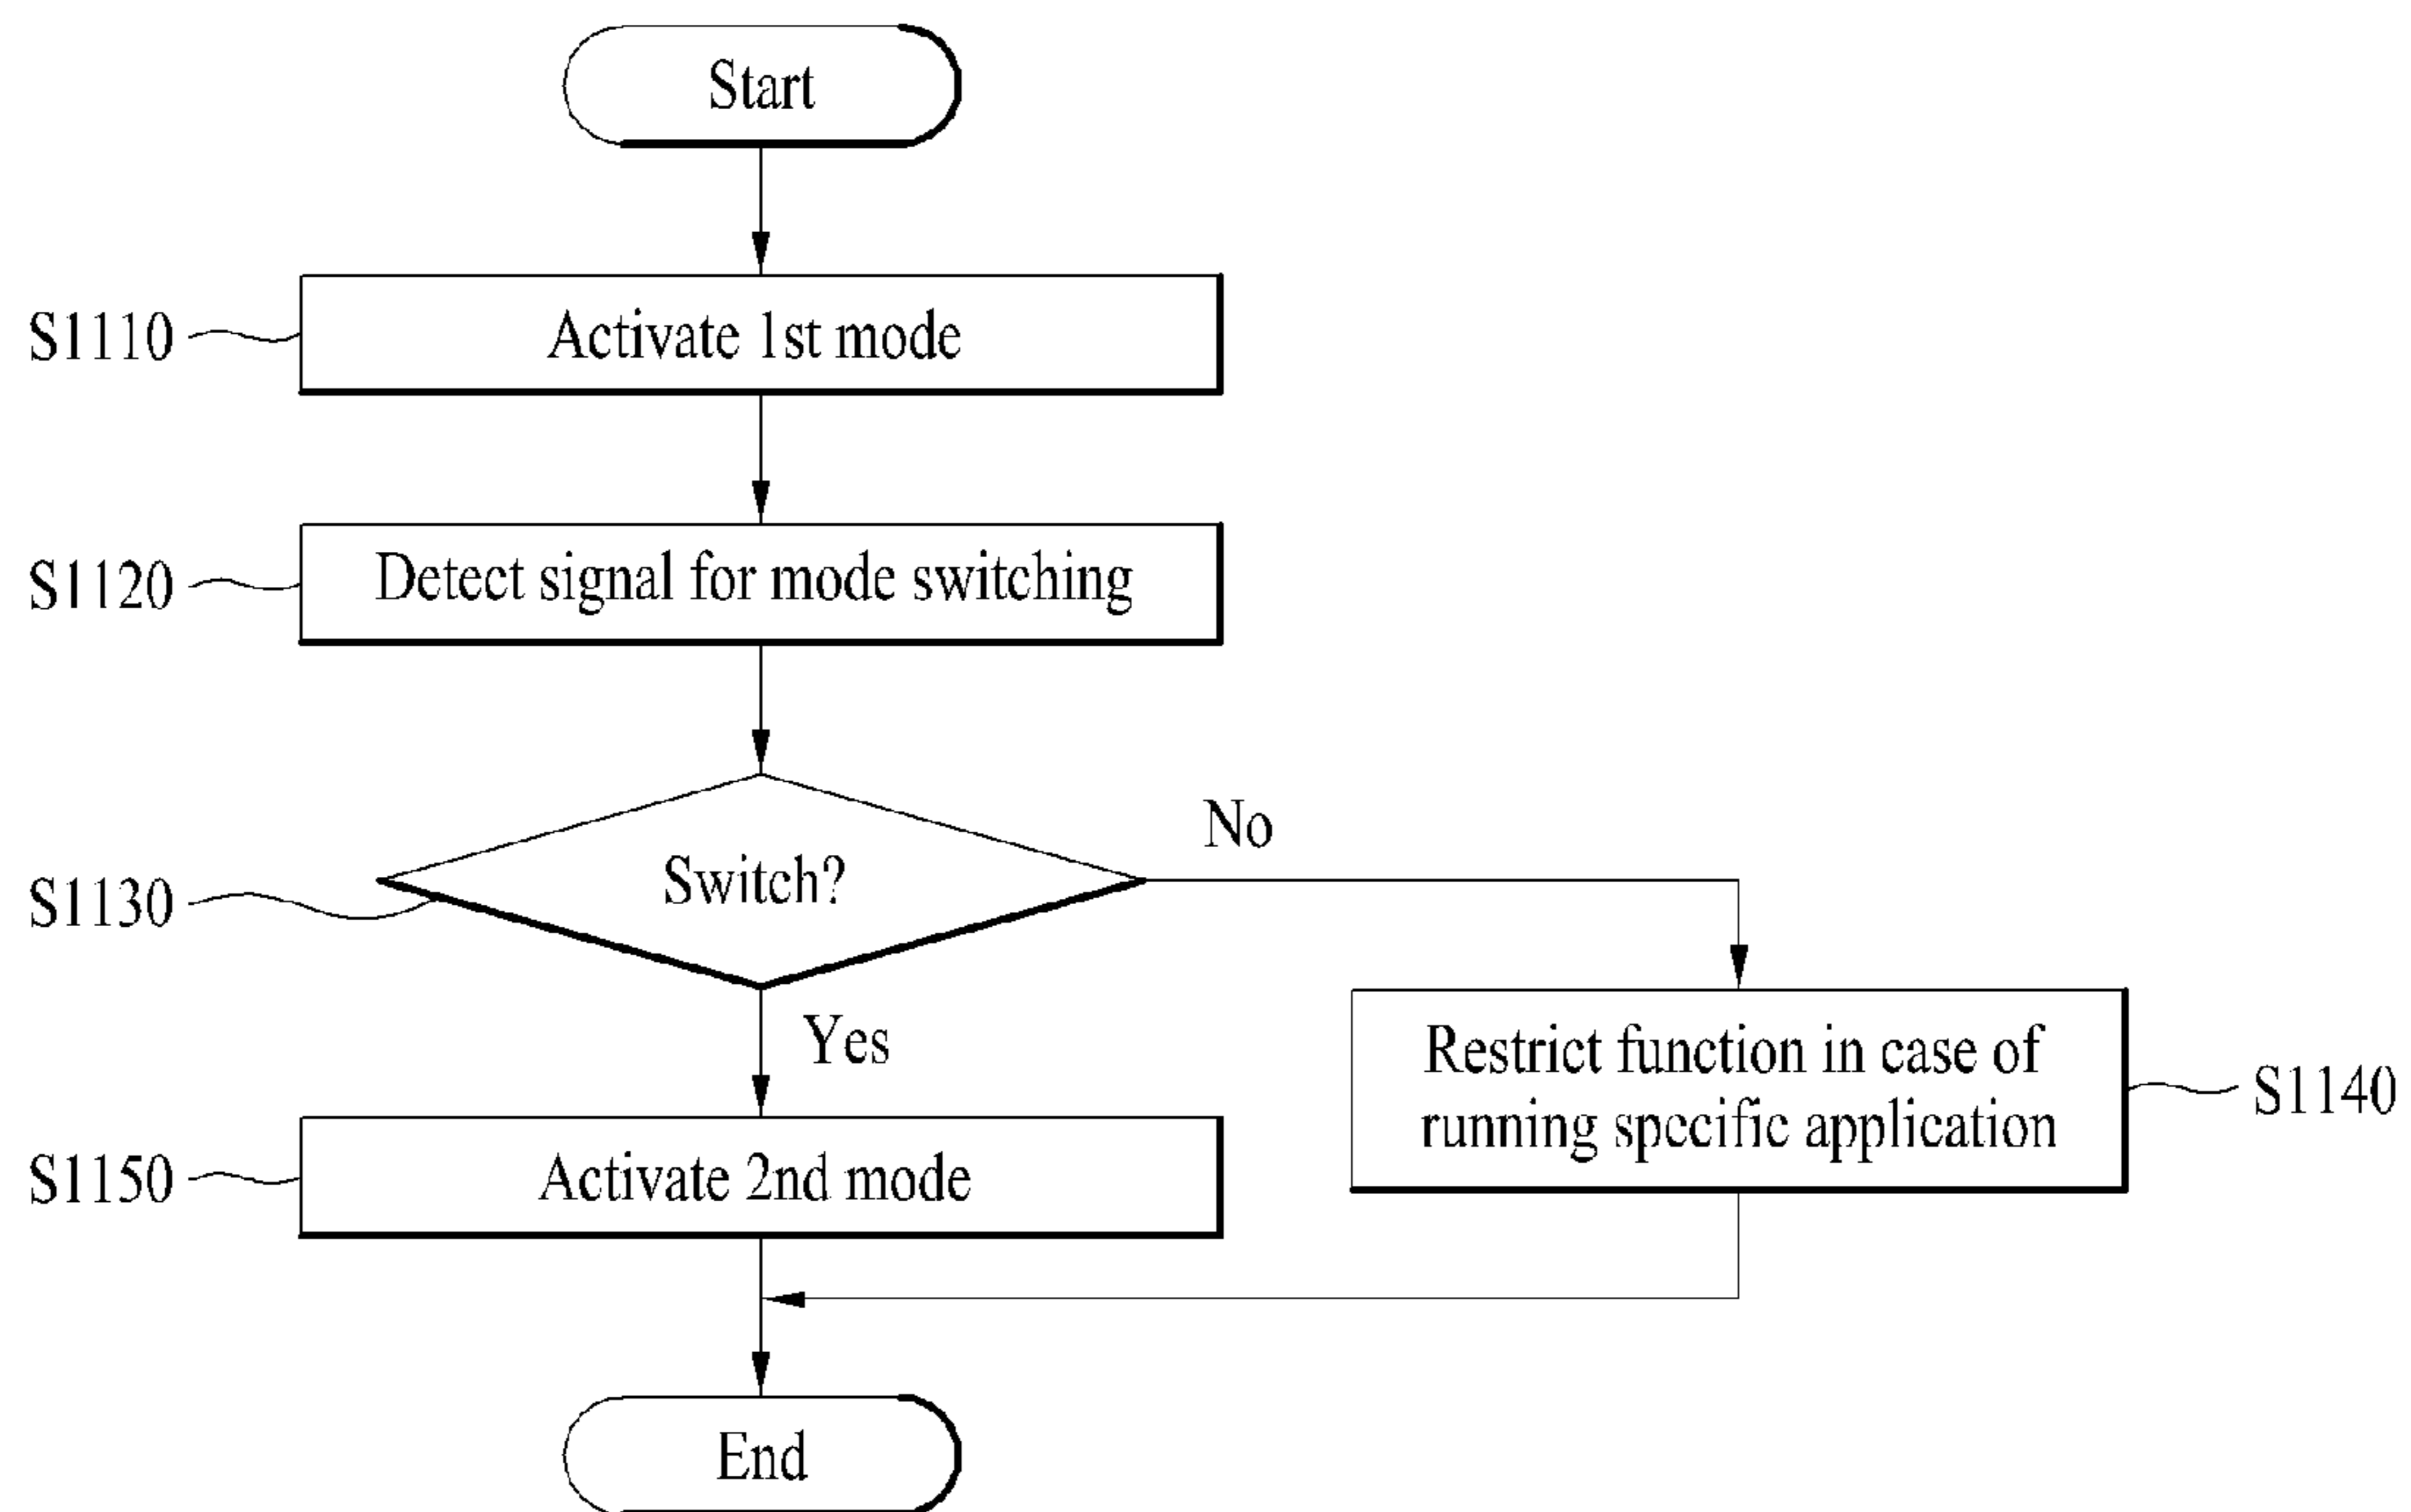 Start
S1110
Activate 1st mode
S1120
Detect signal for mode switching
S1130
Switch?
No
Yes
Restrict function in case of
running specific application
S1140
S1150
Activate 2nd mode
End